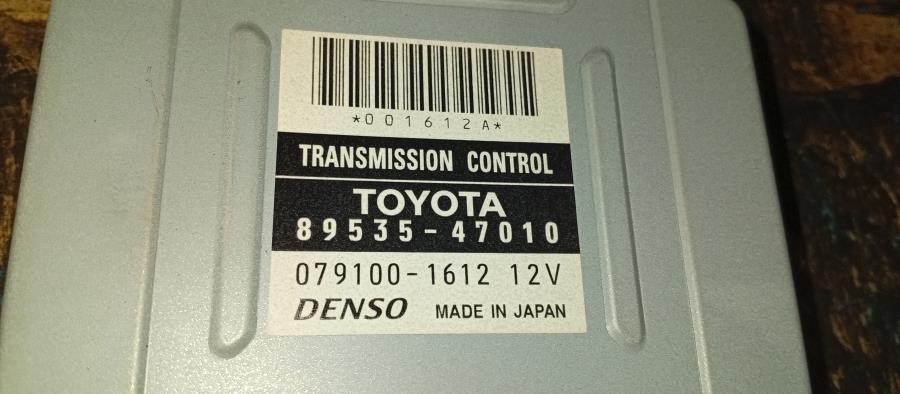 *001612A*
TRANSMISSION CONTROL
TOYOTA
89535-47010
079100-1612 12V
DENSO MADE IN JAPAN